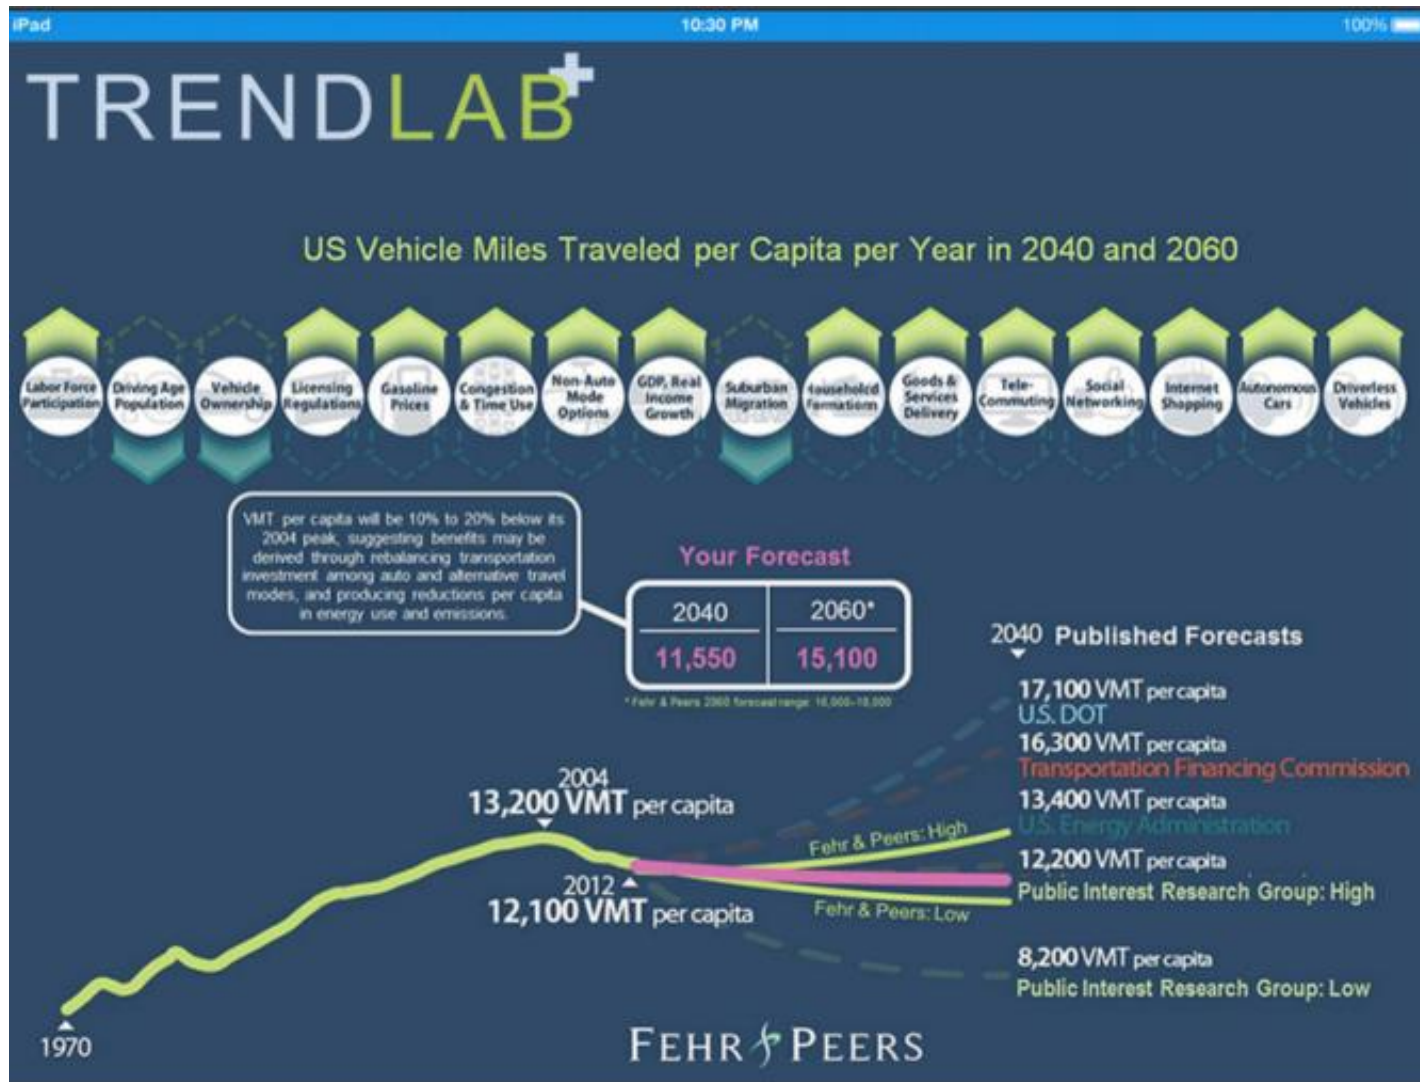 iPad 10:30 PM 100%
TRENDLAB+
US Vehicle Miles Traveled per Capita per Year in 2040 and 2060
Labor Force
Participation
Driving Age
Population
Vehicle
Ownership
Licensing
Regulations
Gasoline
Prices
Congestion
& Time Use
Non-Auto
Mode
Options
GDP, Real
Income
Growth
Suburban
Migration
Household
Formations
Goods &
Services
Delivery
Tele-
Commuting
Social
Networking
Internet
Shopping
Autonomous
Cars
Driverless
Vehicles
VMT per capita will be 10% to 20% below its
2004 peak, suggesting benefits may be
derived through rebalancing transportation
investment among auto and alternative travel
modes, and producing reductions per capita
in energy use and emissions.
Your Forecast
2040 2060*
11,550 15,100
* Fehr & Peers 2060 forecast range:
2040 Published Forecasts
17,100 VMT per capita
U.S. DOT
16,300 VMT per capita
Transportation Financing Commission
13,400 VMT per capita
U.S. Energy Administration
12,200 VMT per capita
Public Interest Research Group: High
8,200 VMT per capita
Public Interest Research Group: Low
2004
13,200 VMT per capita
Fehr & Peers: High
2012
12,100 VMT per capita
Fehr & Peers: Low
1970
FEHR PEERS